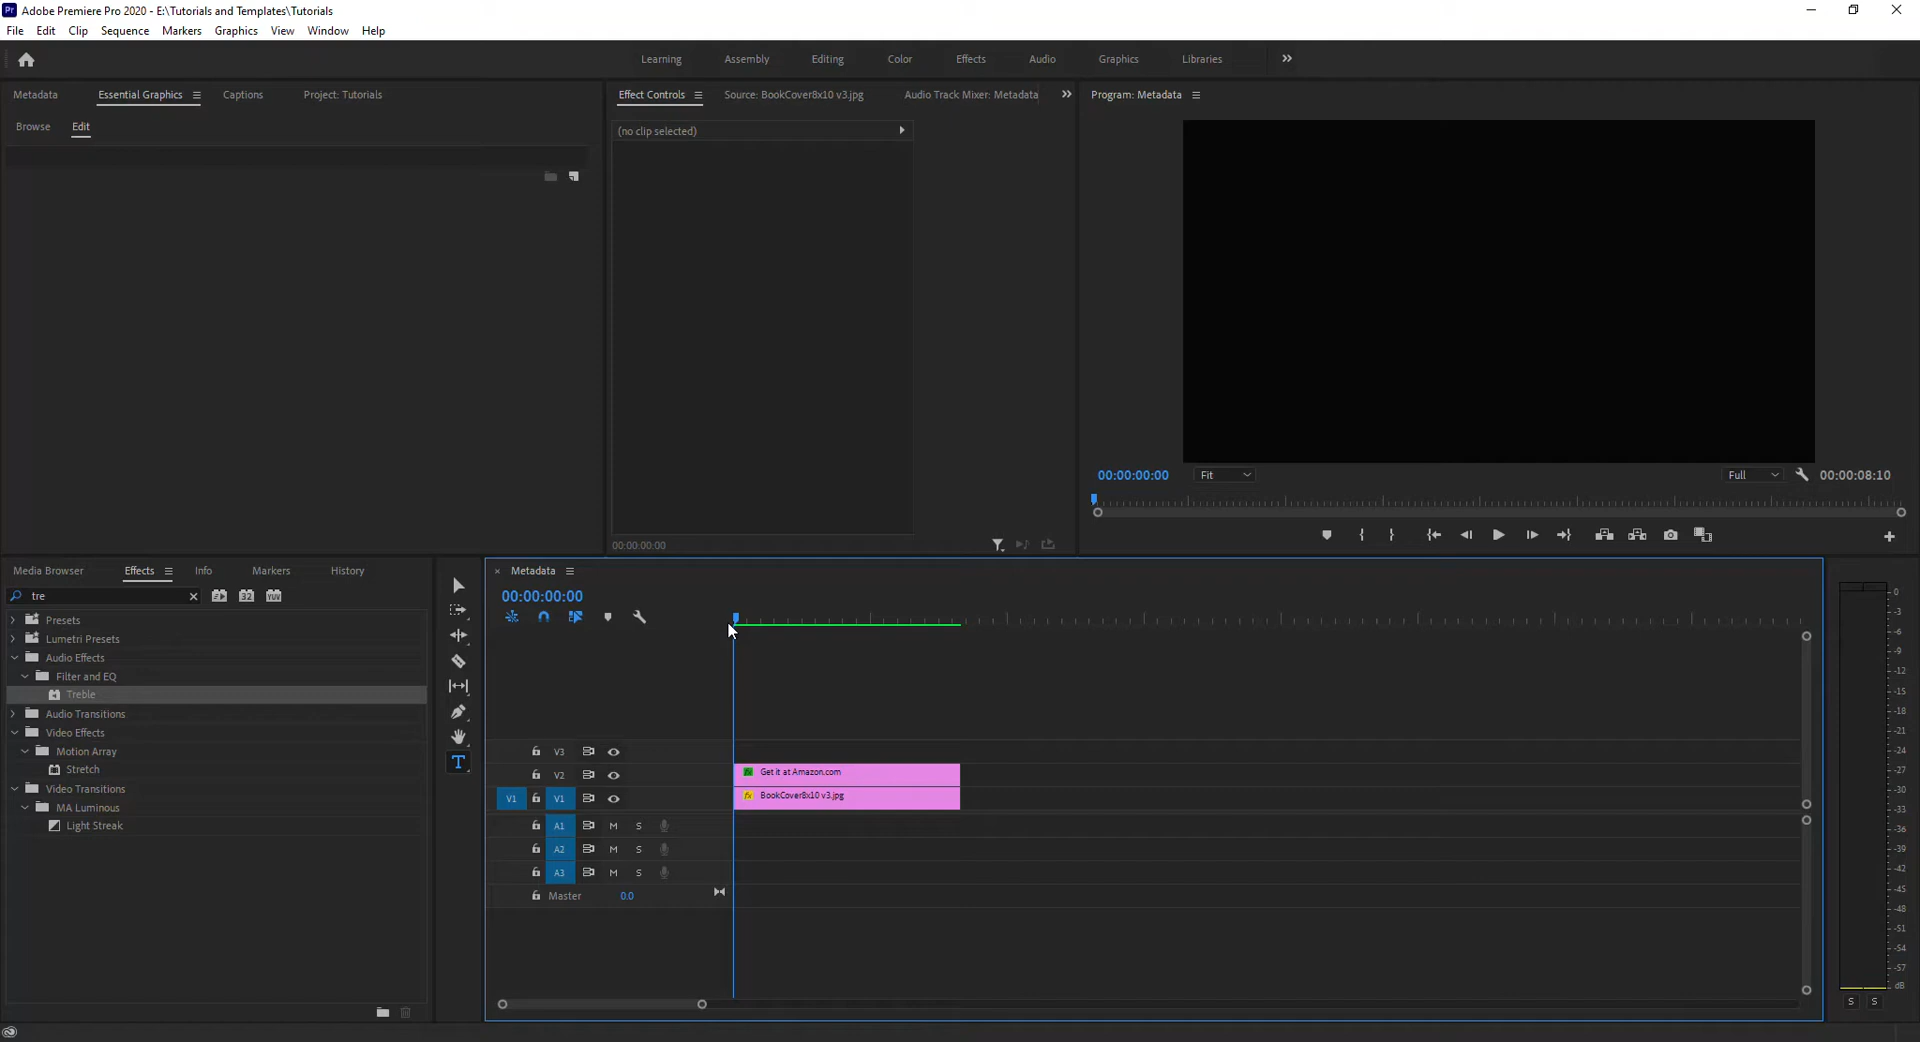 Adobe Premiere Pro 2020 - E:\Tutorials and Templates\Tutorials
File Edit Clip Sequence Markers Graphics View Window Help
Learning Assembly Editing Color Effects Audio Graphics Libraries
Metadata Essential Graphics Captions Project: Tutorials
Browse Edit
Effect Controls Source: BookCover8x10 v3.jpg Audio Track Mixer: Metadata
(no clip selected)
00:00:00:00
Program: Metadata
00:00:00:00 Fit Full 00:00:08:10
Media Browser Effects Info Markers History
tre
Presets
Lumetri Presets
Audio Effects
Filter and EQ
Treble
Audio Transitions
Video Effects
Motion Array
Stretch
Video Transitions
MA Luminous
Light Streak
Metadata
00:00:00:00
V3
V2 Get it at Amazon.com
V1 V1 BookCover8x10 v3.jpg
A1 M S
A2 M S
A3 M S
Master 0.0
0
-3
-6
-9
-12
-15
-18
-21
-24
-27
-30
-33
-36
-39
-42
-45
-48
-51
-54
-57
dB
S S